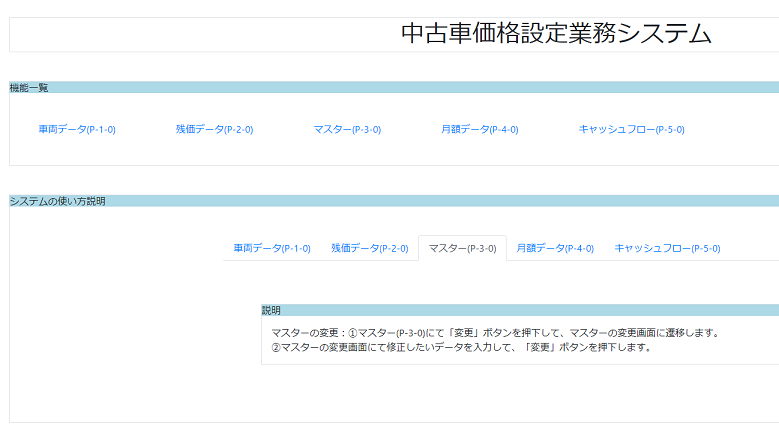 中古車価格設定業務システム
機能一覧
車両データ(P-1-0) 残価データ(P-2-0) マスター(P-3-0) 月額データ(P-4-0) キャッシュフロー(P-5-0)
システムの使い方説明
車両データ(P-1-0) 残価データ(P-2-0) マスター(P-3-0) 月額データ(P-4-0) キャッシュフロー(P-5-0)
説明
マスターの変更：①マスター(P-3-0)にて「変更」ボタンを押下して、マスターの変更画面に遷移します。
②マスターの変更画面にて修正したいデータを入力して、「変更」ボタンを押下します。